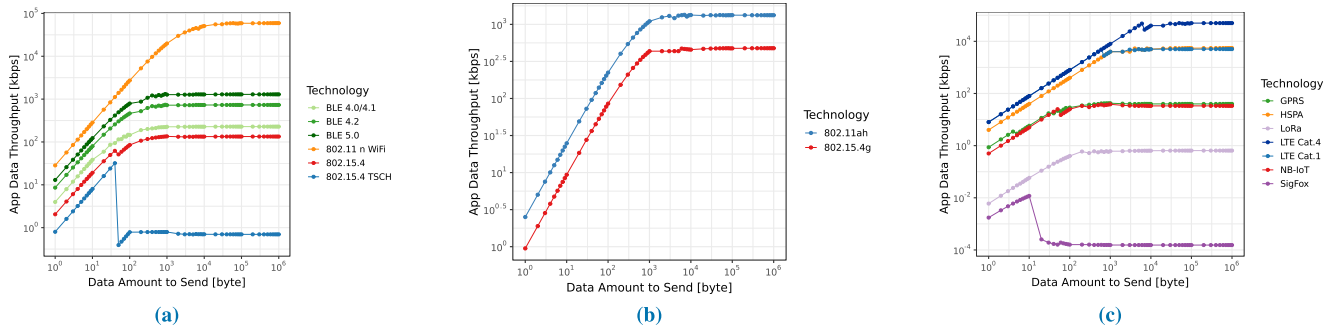 App Data Throughput [kbps]
10^5
10^4
10^3
10^2
10^1
10^0
10^0 10^1 10^2 10^3 10^4 10^5 10^6
Data Amount to Send [byte]
Technology
BLE 4.0/4.1
BLE 4.2
BLE 5.0
802.11 n WiFi
802.15.4
802.15.4 TSCH
(a)
App Data Throughput [kbps]
10^3
10^2.5
10^2
10^1.5
10^1
10^0.5
10^0
10^0 10^1 10^2 10^3 10^4 10^5 10^6
Data Amount to Send [byte]
Technology
802.11ah
802.15.4g
(b)
App Data Throughput [kbps]
10^4
10^2
10^0
10^-2
10^-4
10^0 10^1 10^2 10^3 10^4 10^5 10^6
Data Amount to Send [byte]
Technology
GPRS
HSPA
LoRa
LTE Cat.4
LTE Cat.1
NB-IoT
SigFox
(c)